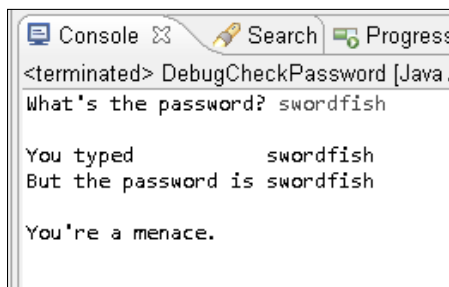 Console Search Progress
<terminated> DebugCheckPassword [Java
What's the password? swordfish
You typed swordfish
But the password is swordfish
You're a menace.